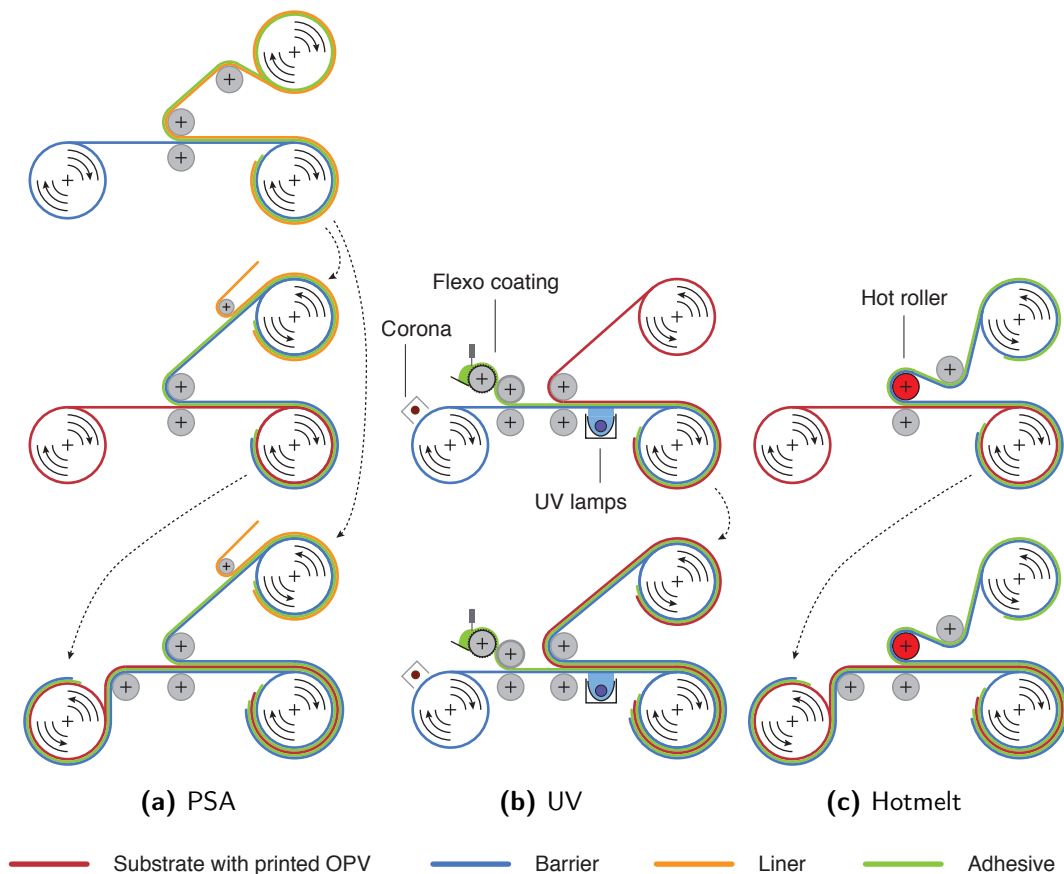 Flexo coating
Corona
Hot roller
UV lamps
(a) PSA
(b) UV
(c) Hotmelt
Substrate with printed OPV
Barrier
Liner
Adhesive